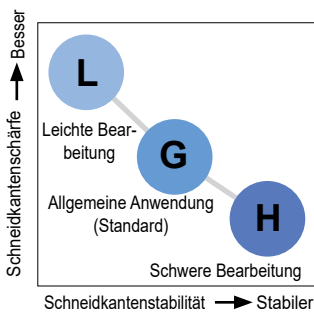 Schneidkantenschärfe → Besser
L
Leichte Bear-
beitung
G
Allgemeine Anwendung
(Standard)
H
Schwere Bearbeitung
Schneidkantenstabilität → Stabiler